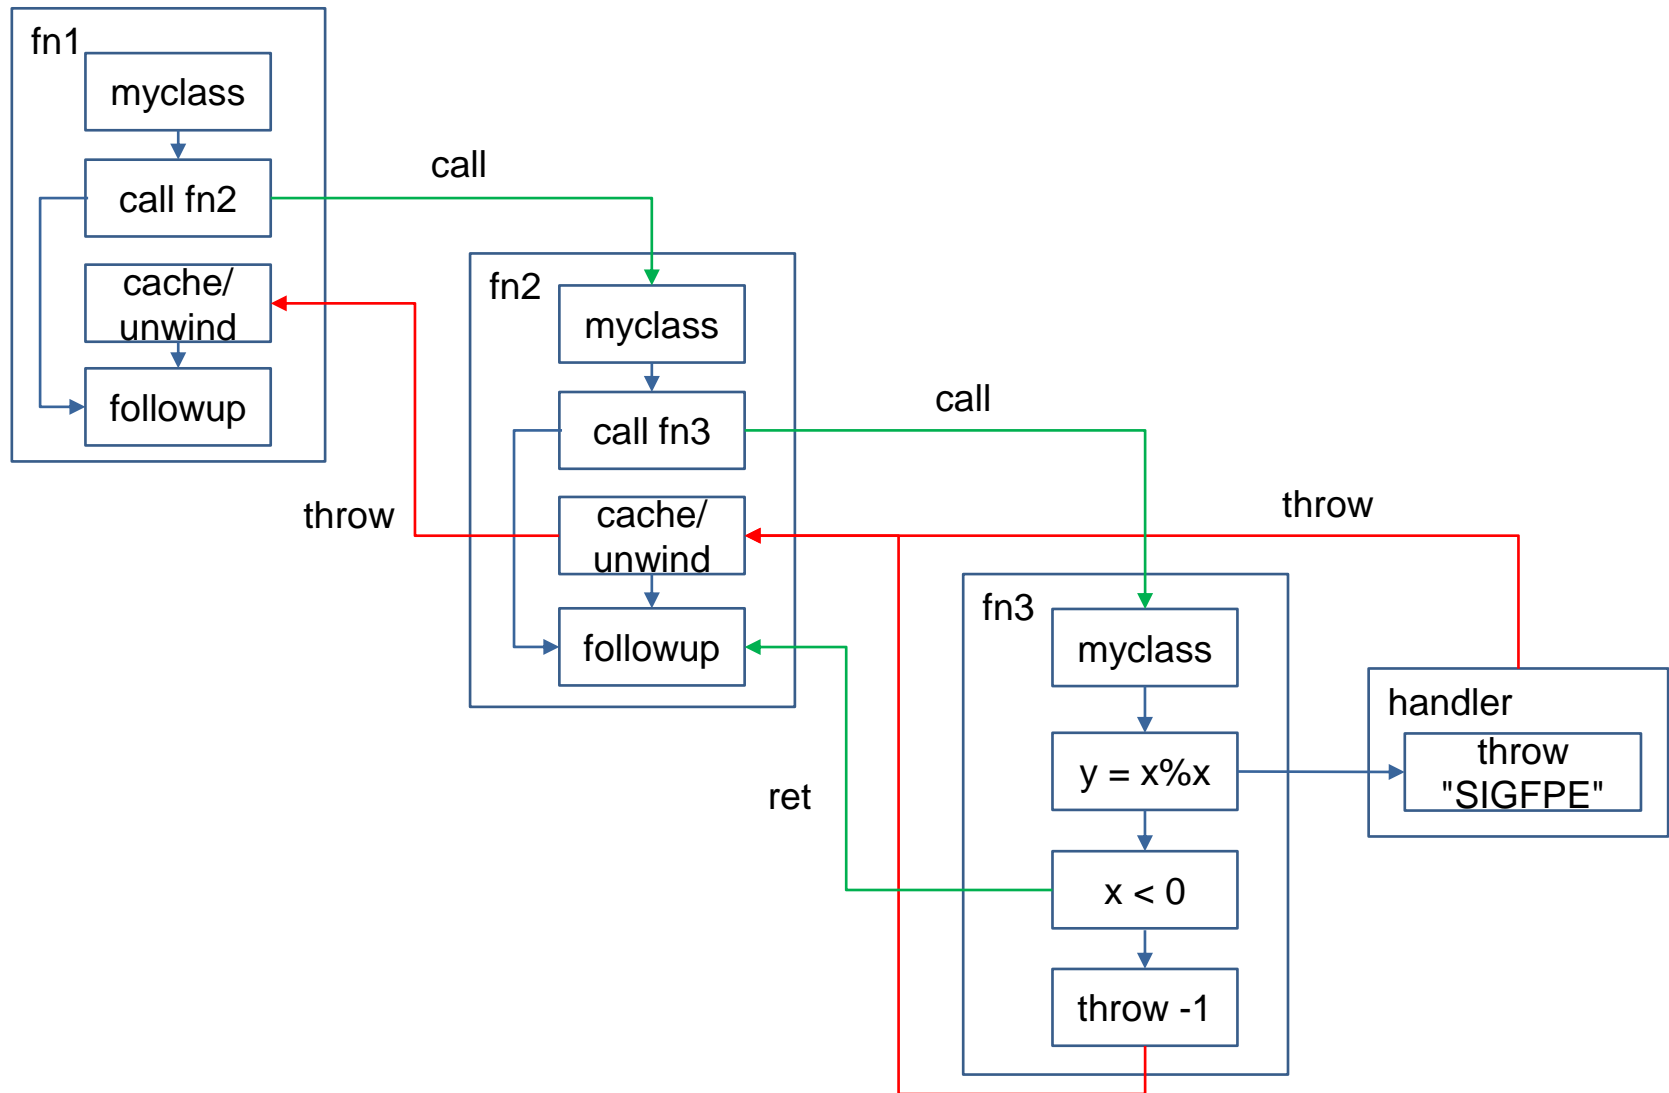 fn1
myclass
call fn2
cache/
unwind
followup
call
fn2
myclass
call fn3
cache/
unwind
followup
throw
call
throw
fn3
myclass
y = x%x
x < 0
throw -1
ret
handler
throw
"SIGFPE"